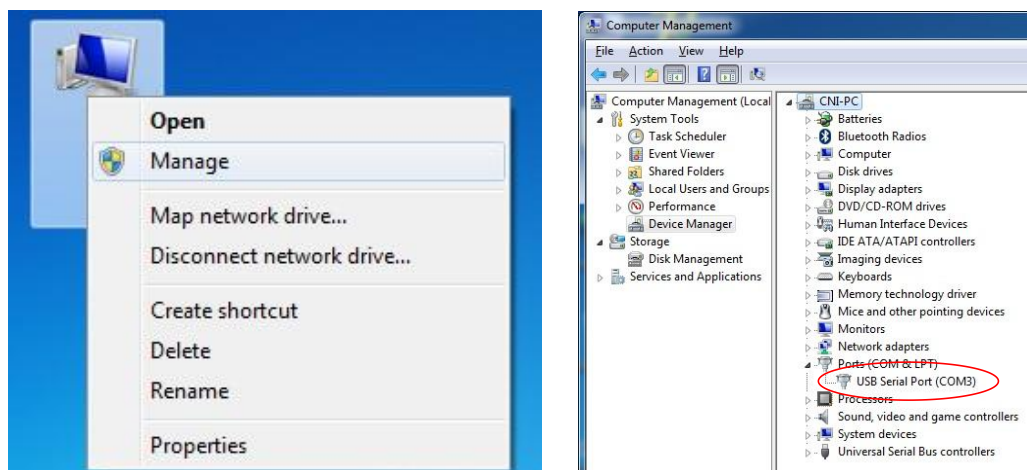 Open
Manage
Map network drive...
Disconnect network drive...
Create shortcut
Delete
Rename
Properties
Computer Management
File Action View Help
Computer Management (Local
System Tools
Task Scheduler
Event Viewer
Shared Folders
Local Users and Groups
Performance
Device Manager
Storage
Disk Management
Services and Applications
CNI-PC
Batteries
Bluetooth Radios
Computer
Disk drives
Display adapters
DVD/CD-ROM drives
Human Interface Devices
IDE ATA/ATAPI controllers
Imaging devices
Keyboards
Memory technology driver
Mice and other pointing devices
Monitors
Network adapters
Ports (COM & LPT)
USB Serial Port (COM3)
Processors
Sound, video and game controllers
System devices
Universal Serial Bus controllers